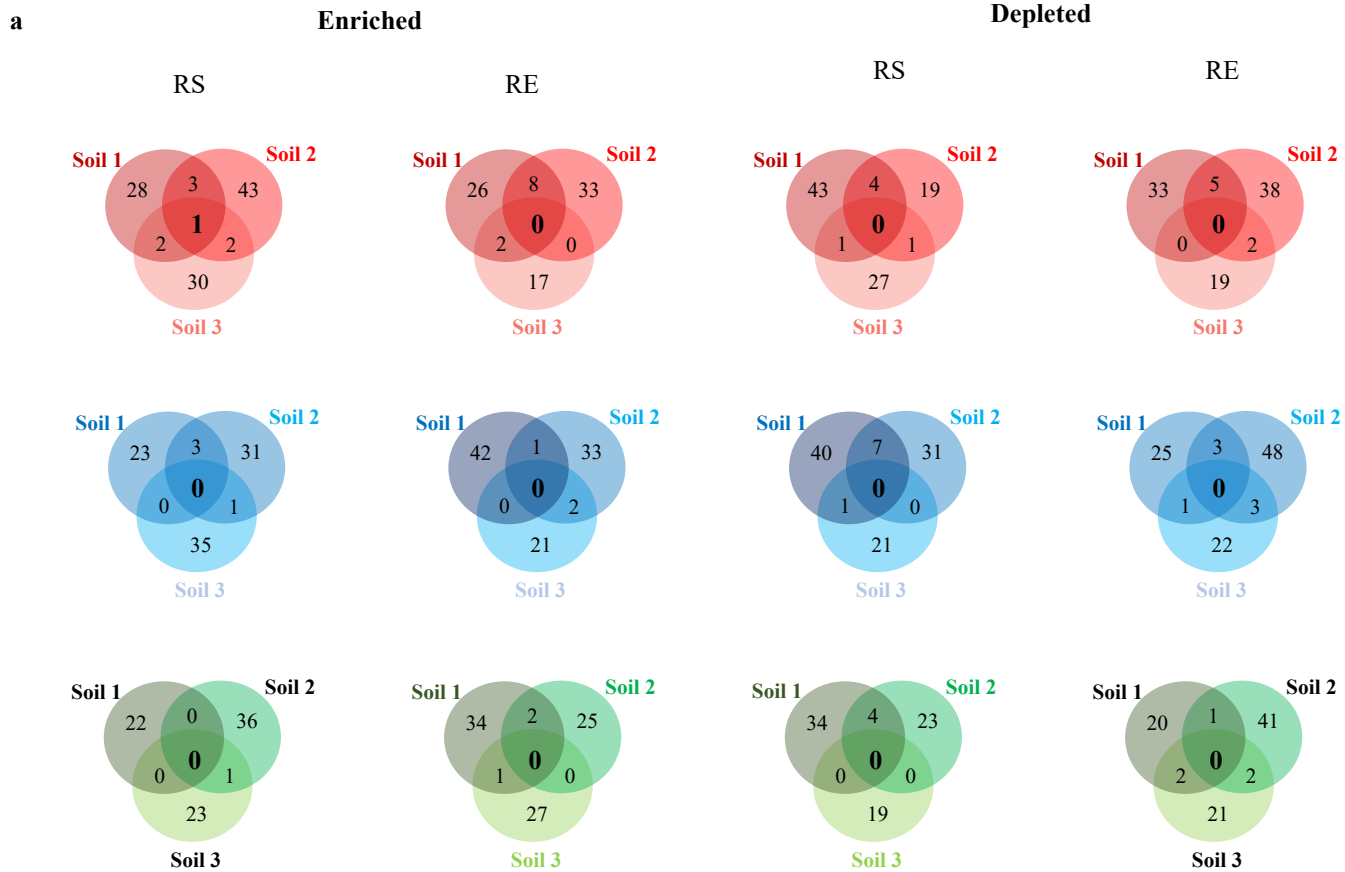 a
Enriched
Depleted
RS
RE
RS
RE
Soil 1
Soil 2
28
3
43
1
2
2
30
Soil 3
Soil 1
Soil 2
26
8
33
0
2
0
17
Soil 3
Soil 1
Soil 2
43
4
19
0
1
1
27
Soil 3
Soil 1
Soil 2
33
5
38
0
0
2
19
Soil 3
Soil 1
Soil 2
23
3
31
0
0
1
35
Soil 3
Soil 1
Soil 2
42
1
33
0
0
2
21
Soil 3
Soil 1
Soil 2
40
7
31
0
1
0
21
Soil 3
Soil 1
Soil 2
25
3
48
0
1
3
22
Soil 3
Soil 1
Soil 2
22
0
36
0
0
1
23
Soil 3
Soil 1
Soil 2
34
2
25
0
1
0
27
Soil 3
Soil 1
Soil 2
34
4
23
0
0
0
19
Soil 3
Soil 1
Soil 2
20
1
41
0
2
2
21
Soil 3